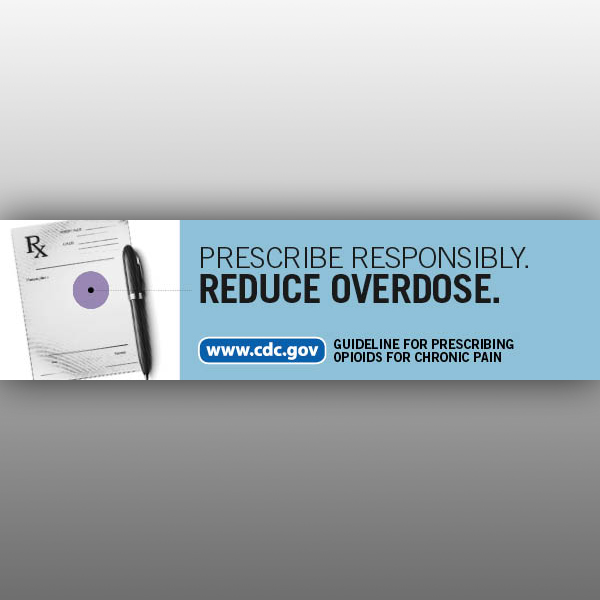 Rx
PRESCRIBE RESPONSIBLY.
REDUCE OVERDOSE.
www.cdc.gov
GUIDELINE FOR PRESCRIBING
OPIOIDS FOR CHRONIC PAIN